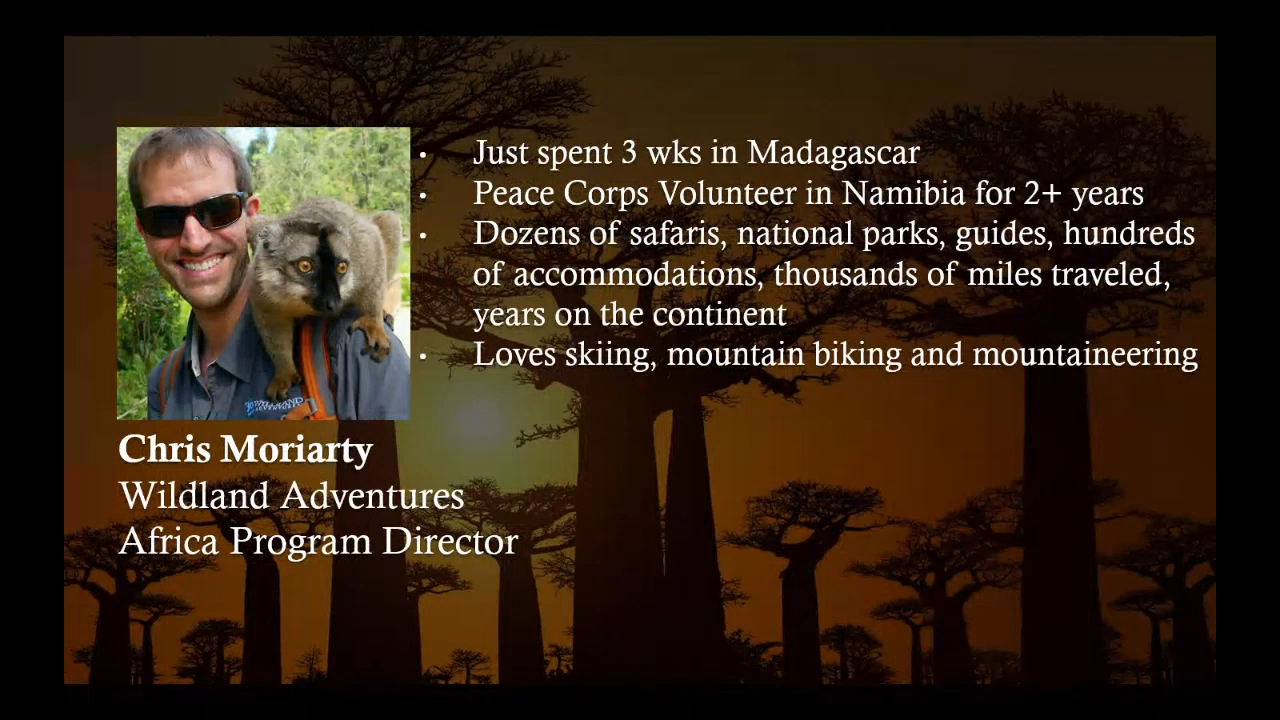 • Just spent 3 wks in Madagascar
• Peace Corps Volunteer in Namibia for 2+ years
• Dozens of safaris, national parks, guides, hundreds
of accommodations, thousands of miles traveled,
years on the continent
• Loves skiing, mountain biking and mountaineering
WILDLAND
ADVENTURES
Chris Moriarty
Wildland Adventures
Africa Program Director